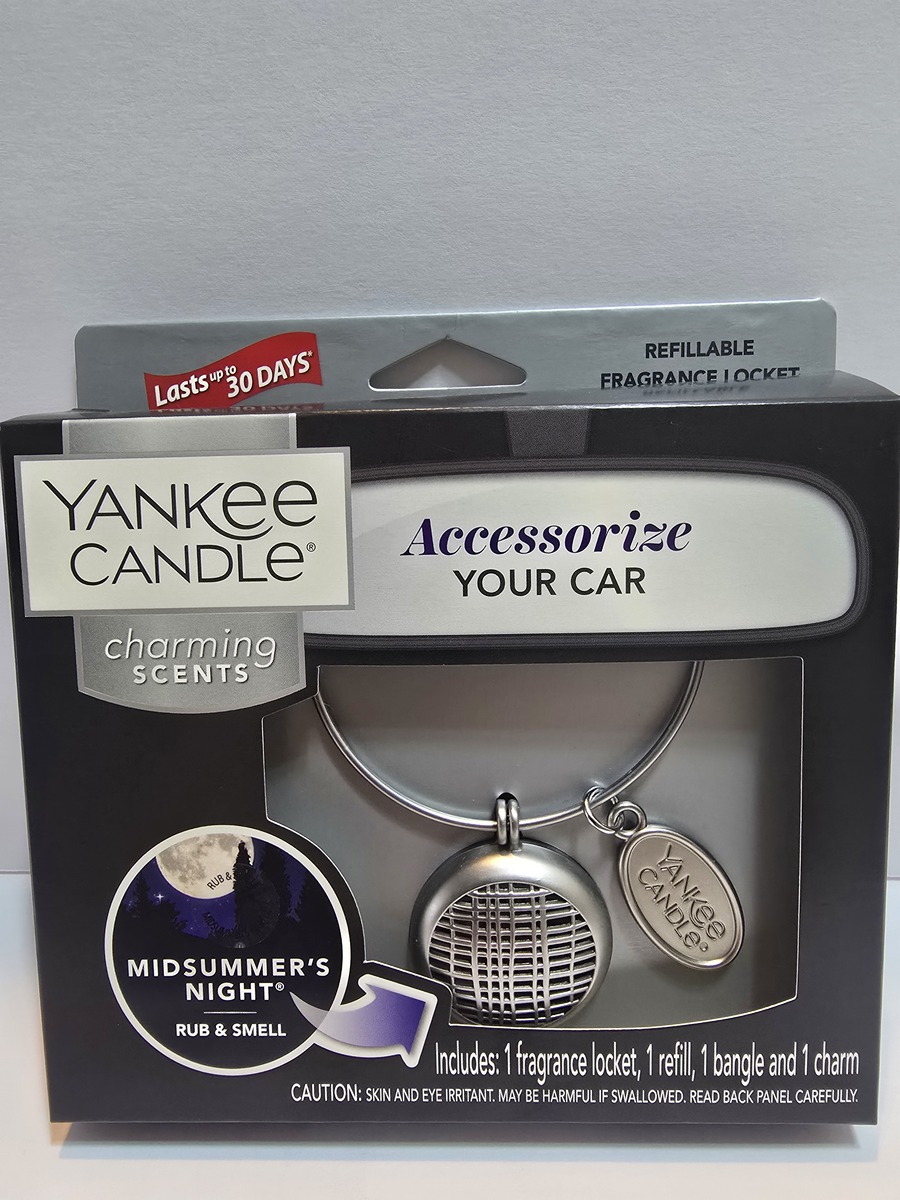 Lasts up to 30 DAYS*
REFILLABLE
FRAGRANCE LOCKET
YANKEE
CANDLE®
charming
SCENTS
Accessorize
YOUR CAR
YANKEE
CANDLE®
RUB &
MIDSUMMER'S
NIGHT®
RUB & SMELL
Includes: 1 fragrance locket, 1 refill, 1 bangle and 1 charm
CAUTION: SKIN AND EYE IRRITANT. MAY BE HARMFUL IF SWALLOWED. READ BACK PANEL CAREFULLY.